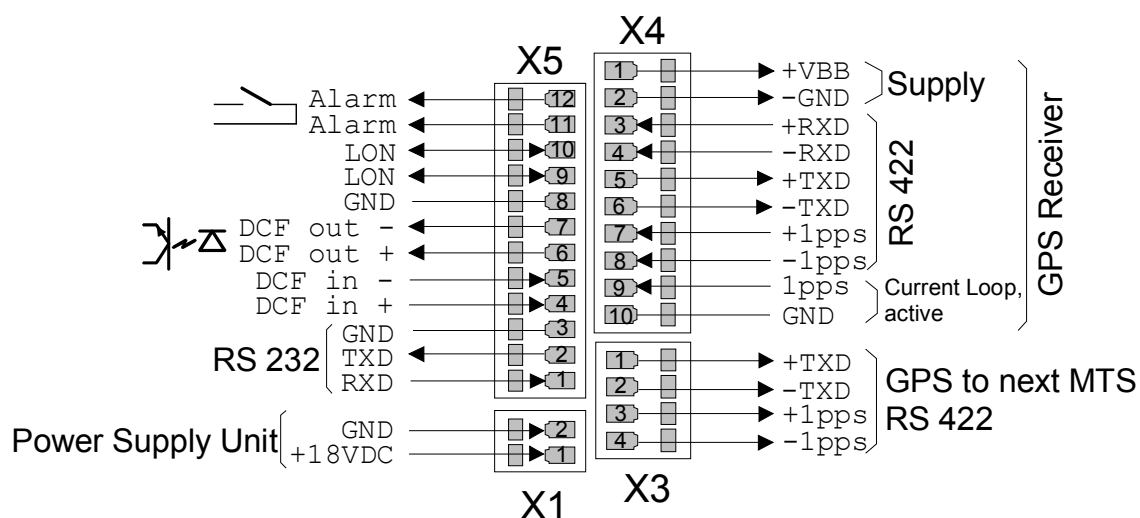 X5
Alarm 12
Alarm 11
LON 10
LON 9
GND 8
DCF out - 7
DCF out + 6
DCF in - 5
DCF in + 4
GND 3
TXD 2
RXD 1
RS 232
GND 2
+18VDC 1
Power Supply Unit
X1
X4
1 +VBB
2 -GND
Supply
3 +RXD
4 -RXD
5 +TXD
6 -TXD
7 +1pps
8 -1pps
RS 422
9 1pps
10 GND
Current Loop,
active
GPS Receiver
1 +TXD
2 -TXD
3 +1pps
4 -1pps
GPS to next MTS
RS 422
X3